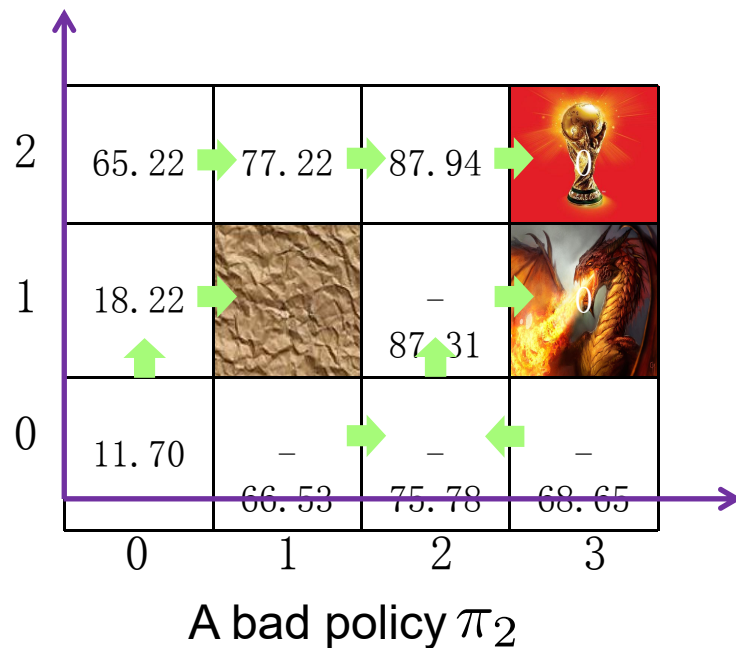 2 65.22 77.22 87.94 0
1 18.22 – 87.31 0
0 11.70 – 66.53 – 75.78 – 68.65
0 1 2 3
A bad policy π₂